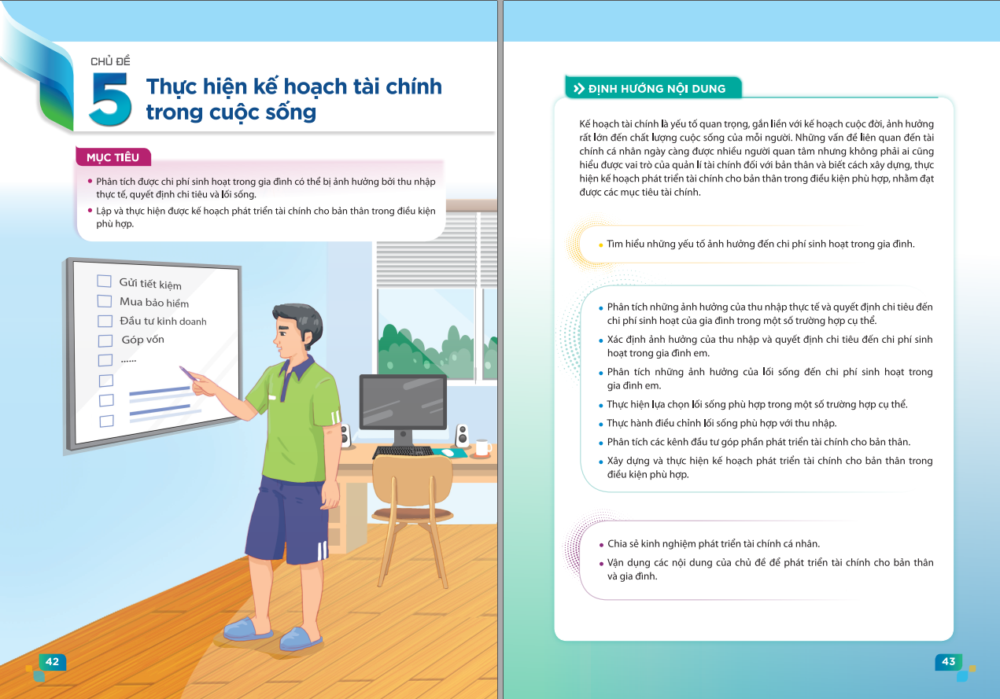 CHỦ ĐỀ
5
Thực hiện kế hoạch tài chính
trong cuộc sống
MỤC TIÊU
• Phân tích được chi phí sinh hoạt trong gia đình có thể bị ảnh hưởng bởi thu nhập
thực tế, quyết định chi tiêu và lối sống.
• Lập và thực hiện được kế hoạch phát triển tài chính cho bản thân trong điều kiện
phù hợp.
Gửi tiết kiệm
Mua bảo hiểm
Đầu tư kinh doanh
Góp vốn
......
42
ĐỊNH HƯỚNG NỘI DUNG
Kế hoạch tài chính là yếu tố quan trọng, gắn liền với kế hoạch cuộc đời, ảnh hưởng
rất lớn đến chất lượng cuộc sống của mỗi người. Những vấn đề liên quan đến tài
chính cá nhân ngày càng được nhiều người quan tâm nhưng không phải ai cũng
hiểu được vai trò của quản lí tài chính đối với bản thân và biết cách xây dựng, thực
hiện kế hoạch phát triển tài chính cho bản thân trong điều kiện phù hợp, nhằm đạt
được các mục tiêu tài chính.
• Tìm hiểu những yếu tố ảnh hưởng đến chi phí sinh hoạt trong gia đình.
• Phân tích những ảnh hưởng của thu nhập thực tế và quyết định chi tiêu đến
chi phí sinh hoạt của gia đình trong một số trường hợp cụ thể.
• Xác định ảnh hưởng của thu nhập và quyết định chi tiêu đến chi phí sinh
hoạt trong gia đình em.
• Phân tích những ảnh hưởng của lối sống đến chi phí sinh hoạt trong
gia đình em.
• Thực hiện lựa chọn lối sống phù hợp trong một số trường hợp cụ thể.
• Thực hành điều chỉnh lối sống phù hợp với thu nhập.
• Phân tích các kênh đầu tư góp phần phát triển tài chính cho bản thân.
• Xây dựng và thực hiện kế hoạch phát triển tài chính cho bản thân trong
điều kiện phù hợp.
• Chia sẻ kinh nghiệm phát triển tài chính cá nhân.
• Vận dụng các nội dung của chủ đề để phát triển tài chính cho bản thân
và gia đình.
43